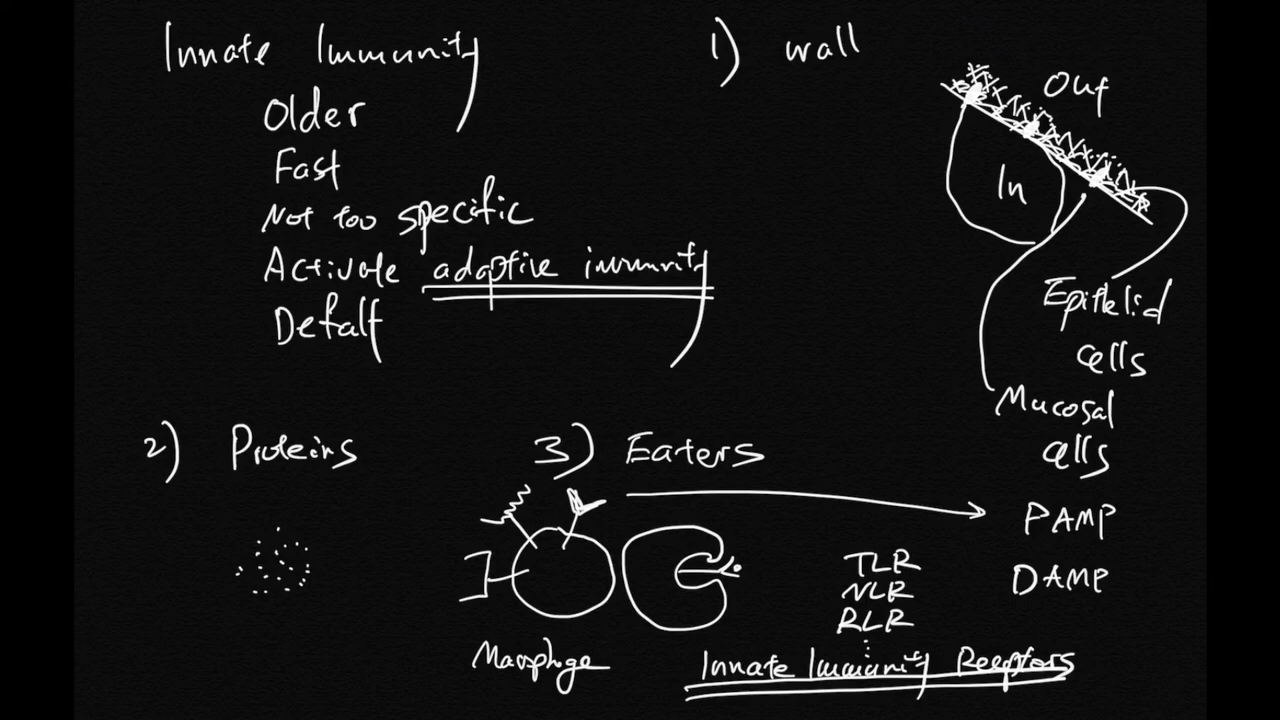 Innate Immunity
Older
Fast
Not too specific
Activate adaptive immunity
Defalt
1) wall
Out
In
Epithelid
cells
Mucosal
cells
2) Proteins
3) Eaters
Macrophage
PAMP
DAMP
TLR
NLR
RLR
Innate Immunity Receptors